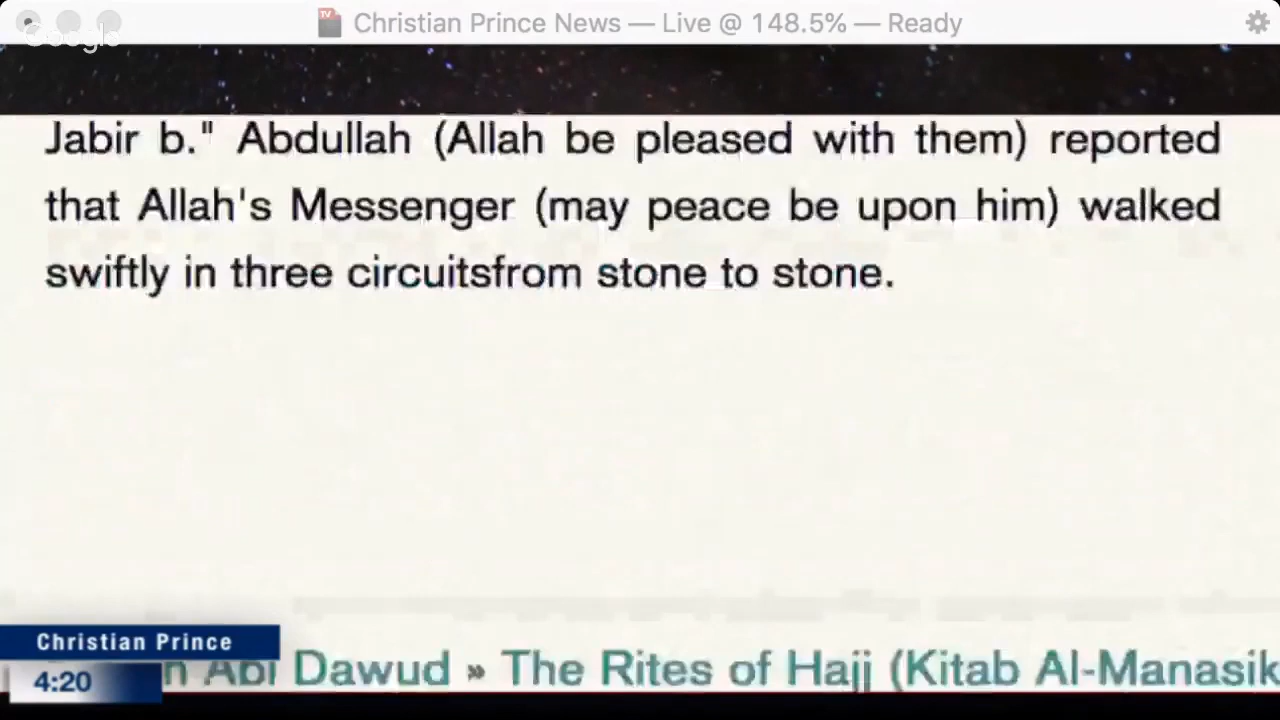 Christian Prince News — Live @ 148.5% — Ready
Google
Jabir b." Abdullah (Allah be pleased with them) reported
that Allah's Messenger (may peace be upon him) walked
swiftly in three circuitsfrom stone to stone.
Christian Prince
Abi Dawud » The Rites of Hajj (Kitab Al-Manasik
4:20